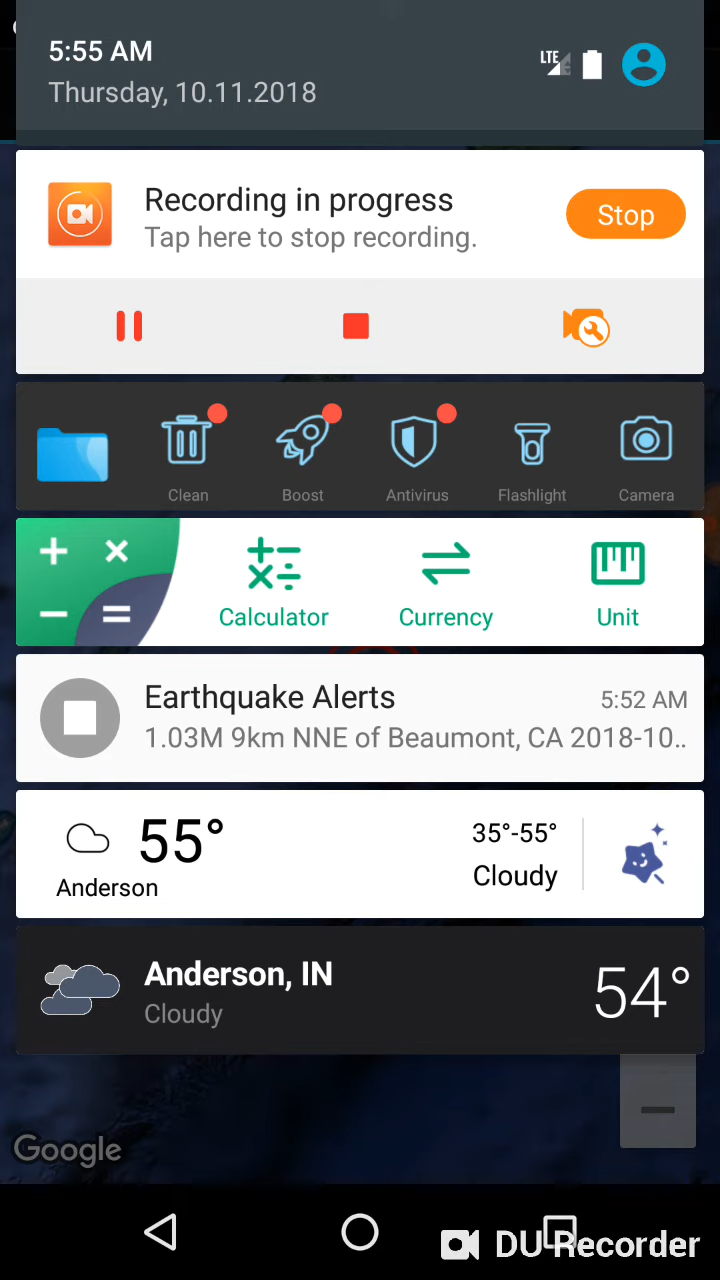 5:55 AM
LTE
Thursday, 10.11.2018
Recording in progress
Tap here to stop recording.
Stop
Clean
Boost
Antivirus
Flashlight
Camera
Calculator
Currency
Unit
Earthquake Alerts
5:52 AM
1.03M 9km NNE of Beaumont, CA 2018-10..
55°
35°-55°
Anderson
Cloudy
Anderson, IN
54°
Cloudy
Google
DU Recorder